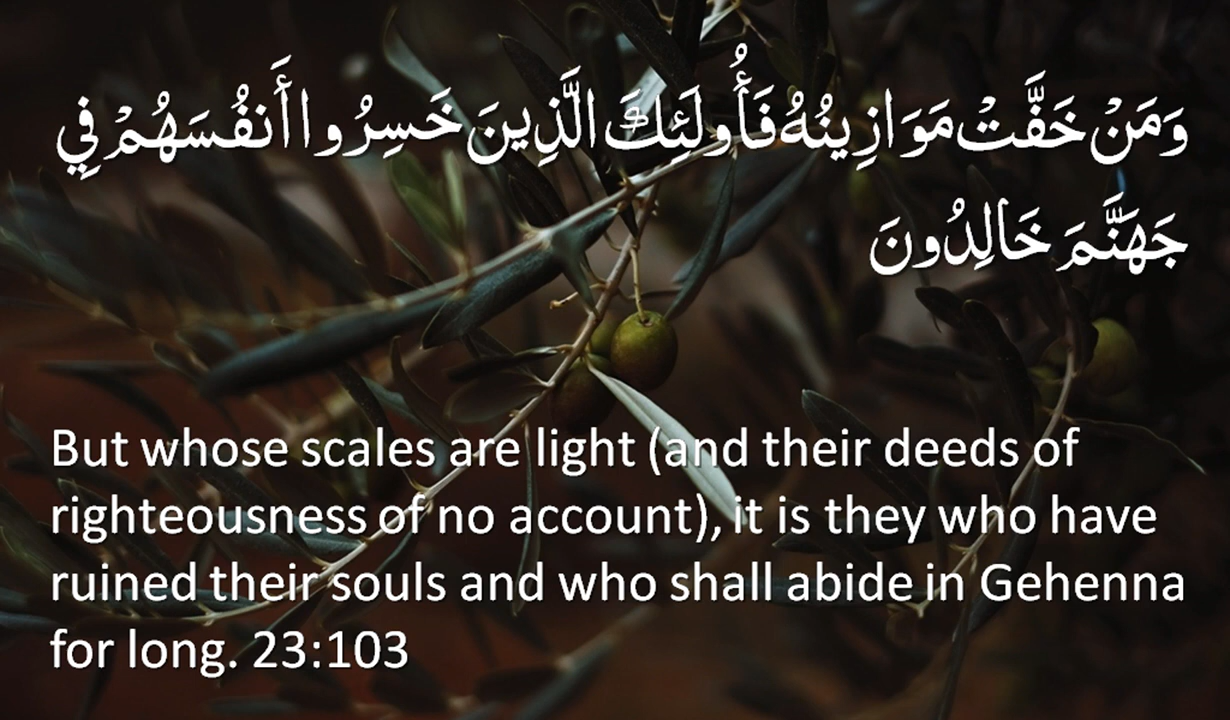 وَمَنْ خَفَّتْ مَوَازِينُهُ فَأُولَئِكَ الَّذِينَ خَسِرُوا أَنفُسَهُمْ فِي
جَهَنَّمَ خَالِدُونَ
But whose scales are light (and their deeds of
righteousness of no account), it is they who have
ruined their souls and who shall abide in Gehenna
for long. 23:103